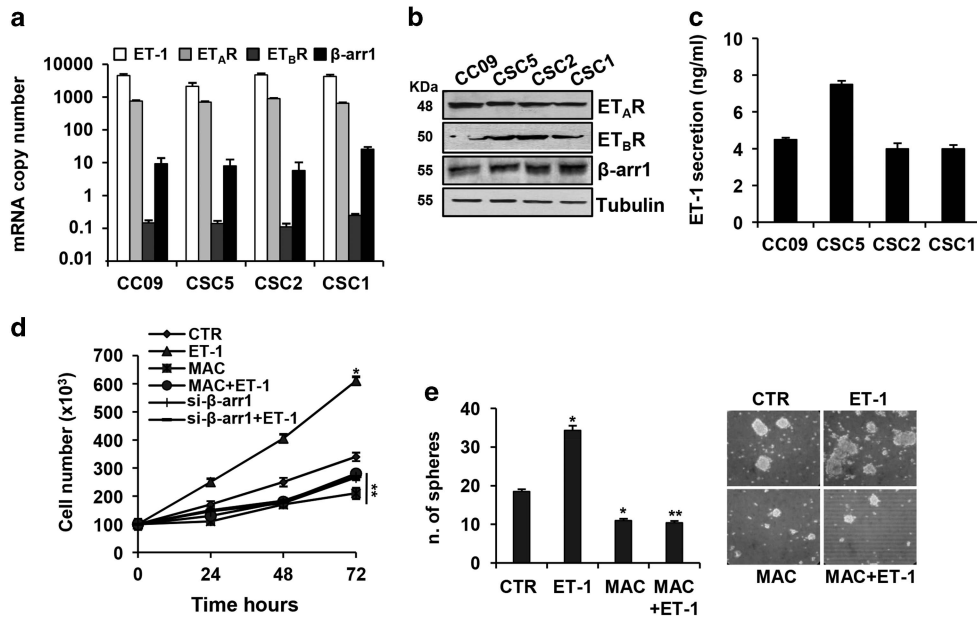 a
ET-1 ET_AR ET_BR β-arr1
mRNA copy number
10000
1000
100
10
1
0.1
0.01
CC09 CSC5 CSC2 CSC1
b
CC09 CSC5 CSC2 CSC1
KDa
48 ET_AR
50 ET_BR
55 β-arr1
55 Tubulin
c
ET-1 secretion (ng/ml)
10
8
6
4
2
0
CC09 CSC5 CSC2 CSC1
d
CTR
ET-1
MAC
MAC+ET-1
si-β-arr1
si-β-arr1+ET-1
Cell number (x10³)
700
600
500
400
300
200
100
0
*
**
0 24 48 72
Time hours
e
n. of spheres
40
30
20
10
0
* * **
CTR ET-1 MAC MAC
+ET-1
CTR ET-1
MAC MAC+ET-1